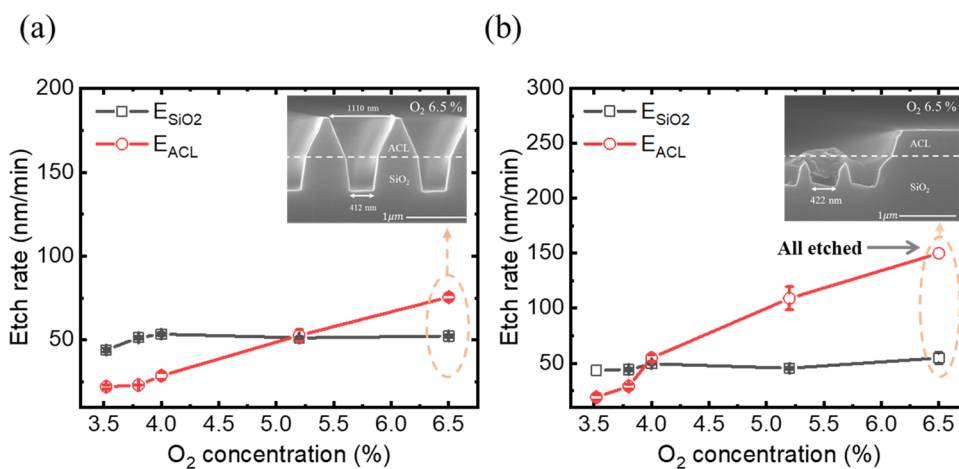 (a)
200
150
100
50
3.5 4.0 4.5 5.0 5.5 6.0 6.5
Etch rate (nm/min)
O₂ concentration (%)
E_SiO2
E_ACL
1110 nm
O₂ 6.5 %
ACL
SiO₂
412 nm
1μm
(b)
300
250
200
150
100
50
3.5 4.0 4.5 5.0 5.5 6.0 6.5
Etch rate (nm/min)
O₂ concentration (%)
E_SiO2
E_ACL
O₂ 6.5 %
ACL
SiO₂
422 nm
1μm
All etched